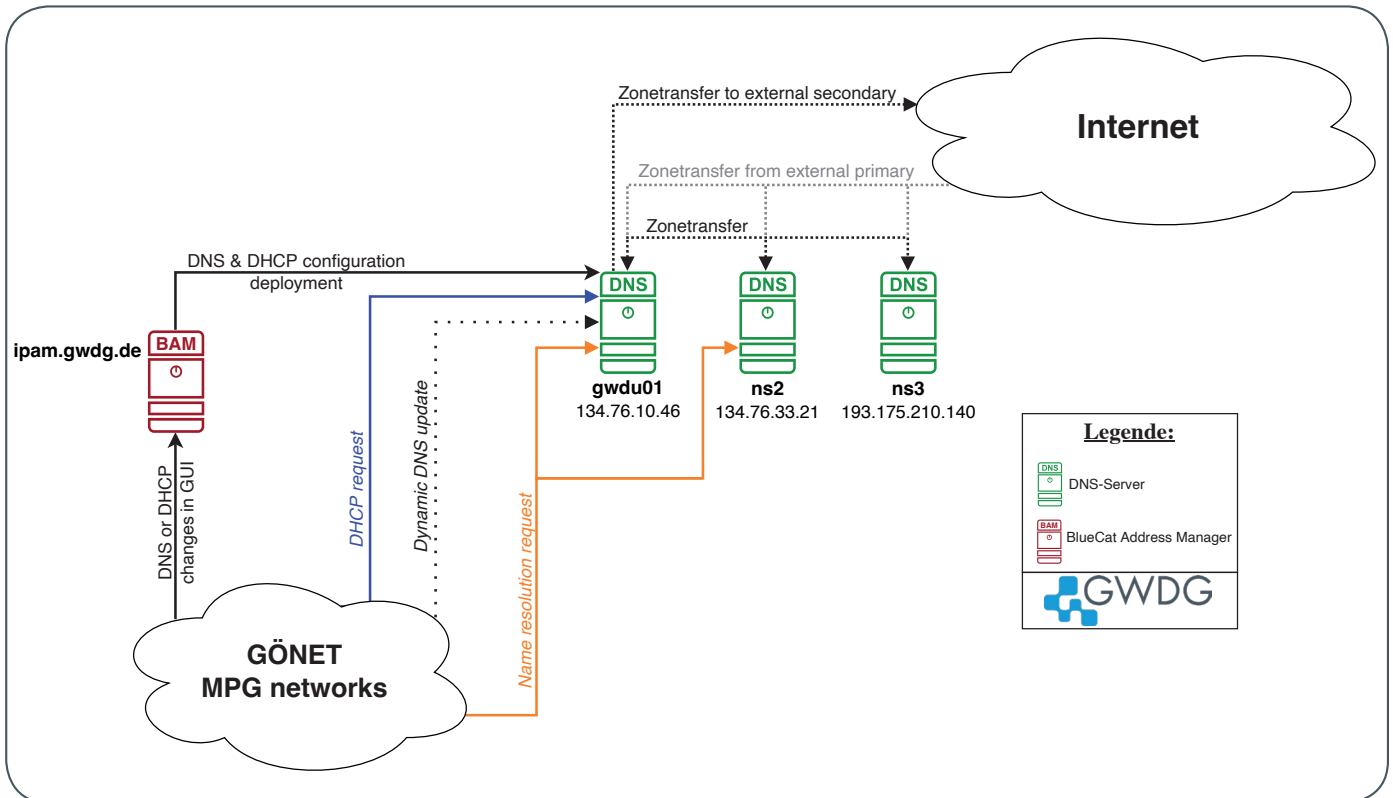 Zonetransfer to external secondary
Internet
Zonetransfer from external primary
Zonetransfer
DNS & DHCP configuration
deployment
DNS
DNS
DNS
ipam.gwdg.de
BAM
gwdu01
134.76.10.46
ns2
134.76.33.21
ns3
193.175.210.140
DNS or DHCP
changes in GUI
DHCP request
Dynamic DNS update
Name resolution request
GÖNET
MPG networks
Legende:
DNS
DNS-Server
BAM
BlueCat Address Manager
GWDG